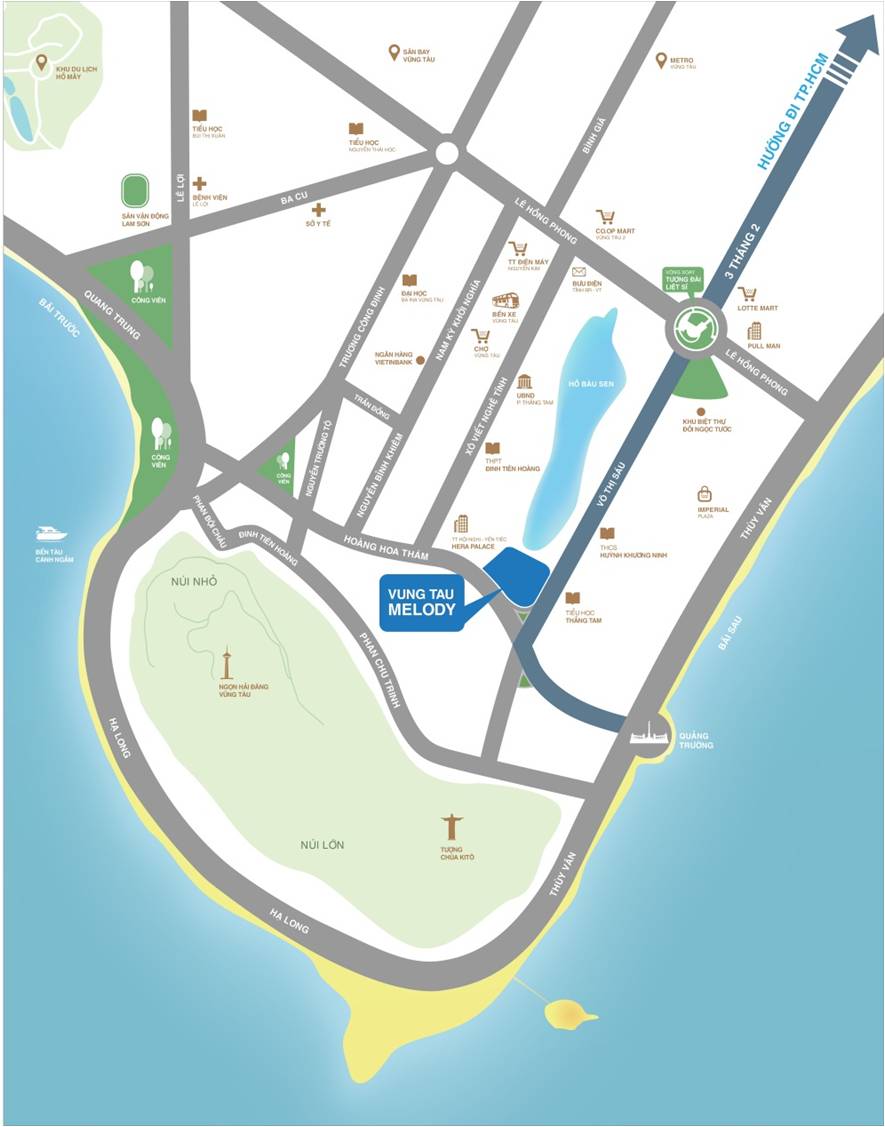 KHU DU LỊCH
HỒ MÂY
SÂN BAY
VŨNG TÀU
METRO
VŨNG TÀU
HƯỚNG ĐI TP.HCM
TIỂU HỌC
BÙI THỊ XUÂN
TIỂU HỌC
NGUYỄN THÁI HỌC
BÌNH GIÃ
LÊ LỢI
BỆNH VIỆN
LÊ LỢI
BA CU
SỞ Y TẾ
SÂN VẬN ĐỘNG
LAM SƠN
LÊ HỒNG PHONG
CO.OP MART
VŨNG TÀU 2
3 THÁNG 2
TT ĐIỆN MÁY
NGUYỄN KIM
BƯU ĐIỆN
TỈNH BR - VT
VÒNG XOAY
TƯỢNG ĐÀI
LIỆT SĨ
CÔNG
VIÊN
ĐẠI HỌC
BÀ RỊA VŨNG TÀU
BẾN XE
VŨNG TÀU
LOTTE MART
BÃI TRƯỚC
QUANG TRUNG
TRƯƠNG CÔNG ĐỊNH
NAM KỲ KHỞI NGHĨA
CHỢ
VŨNG TÀU
PULL MAN
NGÂN HÀNG
VIETINBANK
LÊ HỒNG PHONG
HỒ BÀU SEN
UBND
P. THẮNG TAM
TRẦN ĐỒNG
XÔ VIẾT NGHỆ TĨNH
KHU BIỆT THỰ
ĐỒI NGỌC TƯỚC
CÔNG
VIÊN
CÔNG
VIÊN
NGUYỄN TRƯỜNG TỘ
NGUYỄN BỈNH KHIÊM
THPT
ĐINH TIÊN HOÀNG
VÕ THỊ SÁU
IMPERIAL
PLAZA
THÙY VÂN
BẾN TÀU
CÁNH NGẦM
PHAN BỘI CHÂU
ĐINH TIÊN HOÀNG
HOÀNG HOA THÁM
TT HỘI NGHỊ - YẾN TIỆC
HERA PALACE
THCS
HUỲNH KHƯƠNG NINH
NÚI NHỎ
VUNG TAU
MELODY
TIỂU HỌC
THẮNG TAM
BÃI SAU
PHAN CHU TRINH
NGỌN HẢI ĐĂNG
VŨNG TÀU
HẠ LONG
QUẢNG
TRƯỜNG
NÚI LỚN
TƯỢNG
CHÚA KITÔ
THÙY VÂN
HẠ LONG